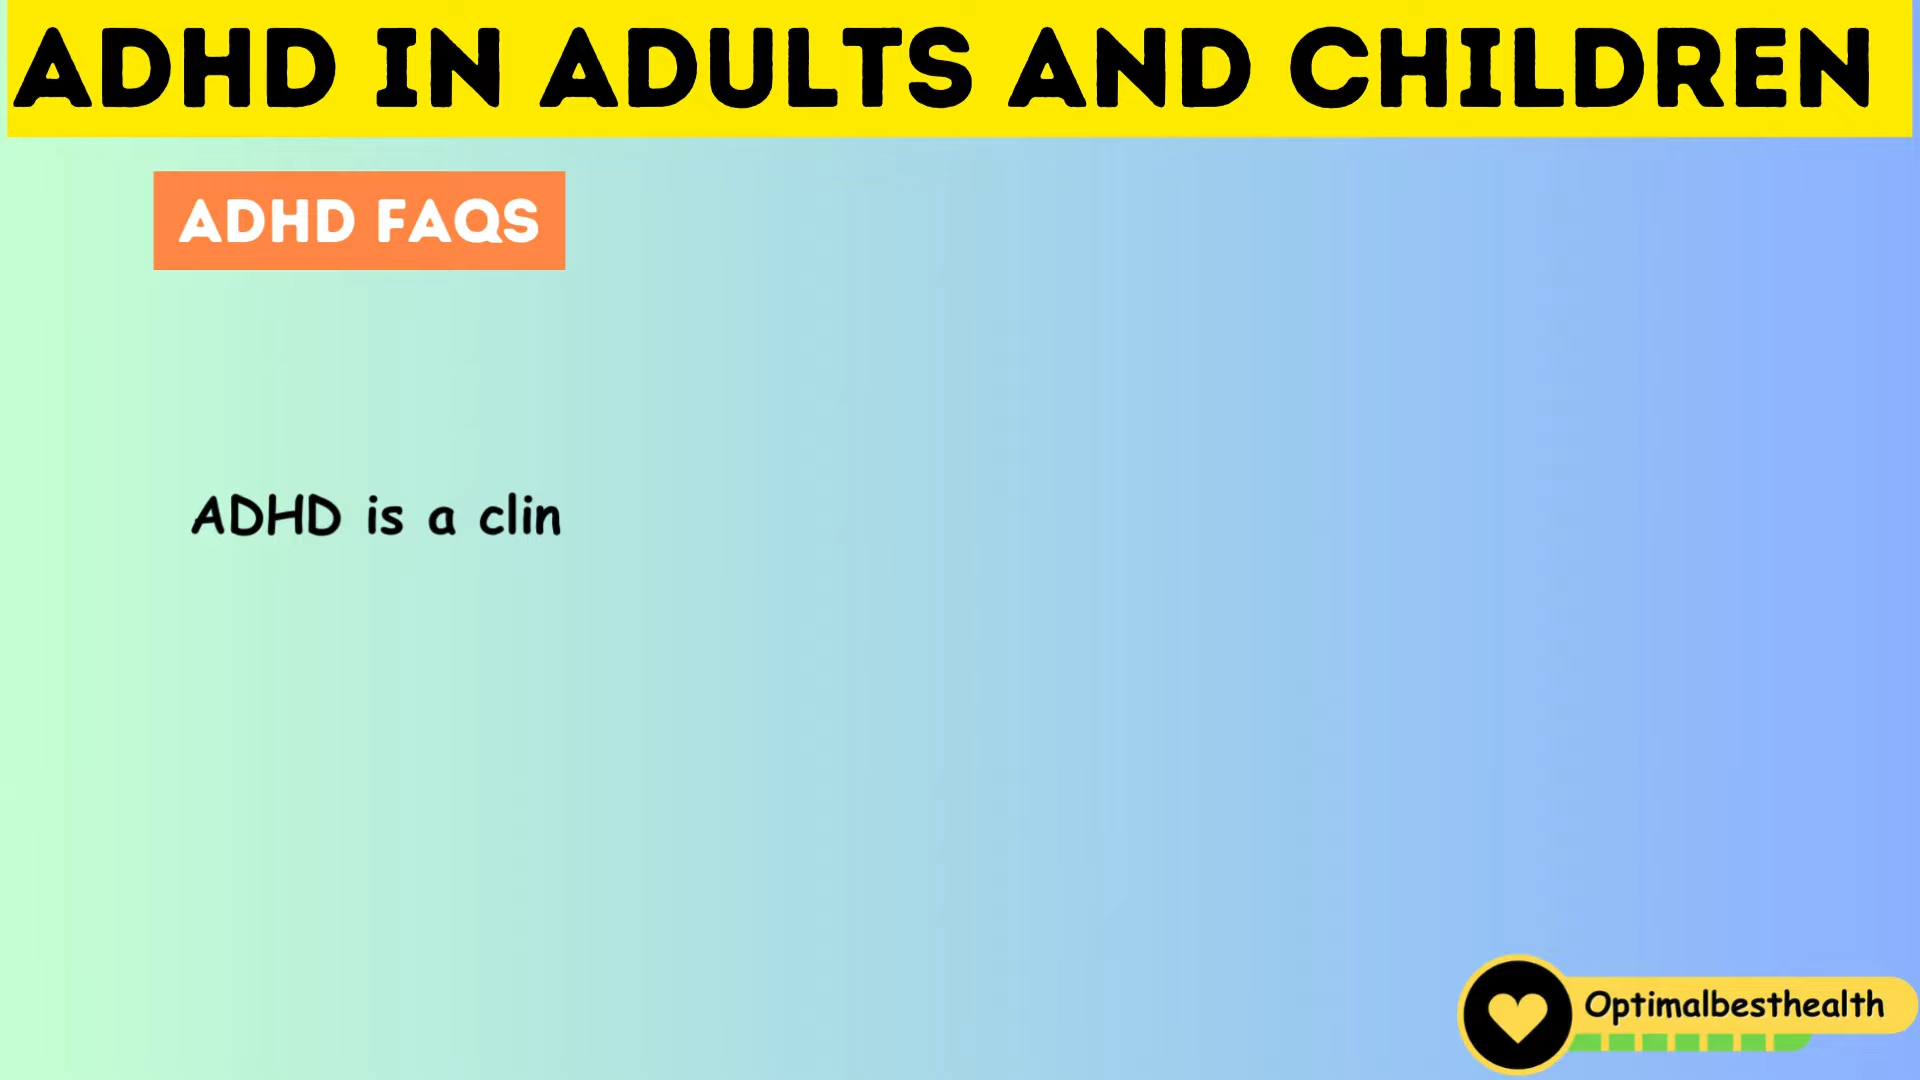 ADHD IN ADULTS AND CHILDREN
ADHD FAQS
ADHD is a clin
Optimalbesthealth